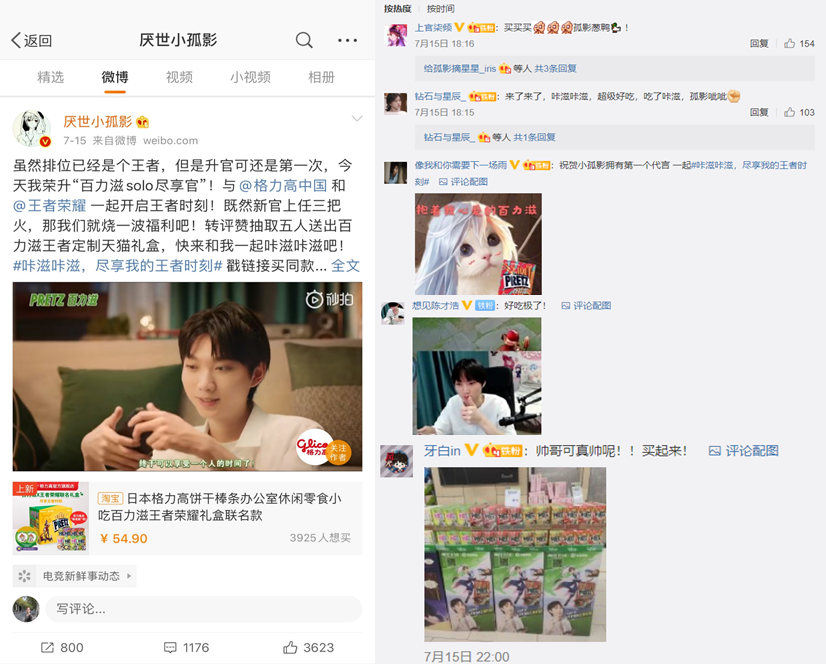 返回
厌世小孤影
精选
微博
视频
小视频
相册
厌世小孤影
7-15 来自微博 weibo.com
虽然排位已经是个王者，但是升官可还是第一次，今
天我荣升“百力滋solo尽享官”！与@格力高中国 和
@王者荣耀 一起开启王者时刻！既然新官上任三把
火，那我们就烧一波福利吧！转评赞抽取五人送出百
力滋王者定制天猫礼盒，快来和我一起咔滋咔滋吧！
#咔滋咔滋，尽享我的王者时刻# 戳链接买同款... 全文
PRETZ 百力滋
秒拍
Glico
格力高
关注
作者
终于可以享受一个人的时间了
上新
淘宝 日本格力高饼干棒条办公室休闲零食小
吃百力滋王者荣耀礼盒联名款
¥ 54.90
3925人想买
电竞新鲜事动态
写评论...
800
1176
3623
按热度
按时间
上官柒频 铁粉：买买买 孤影葱鸭！
7月15日 18:16
回复
154
给孤影摘星星_iris 等人 共3条回复
钻石与星辰_ 铁粉：来了来了，咔滋咔滋，超级好吃，吃了咔滋，孤影呲呲
7月15日 18:15
回复
103
钻石与星辰_ 等人 共1条回复
像我和你需要下一场雨 铁粉：祝贺小孤影拥有第一个代言 一起#咔滋咔滋，尽享我的王者时
刻# 评论配图
抱着
的百力滋
PRETZ
想见陈才浩 铁粉：好吃极了！ 评论配图
牙白in 铁粉：帅哥可真帅呢！！买起来！ 评论配图
PRETZ
7月15日 22:00